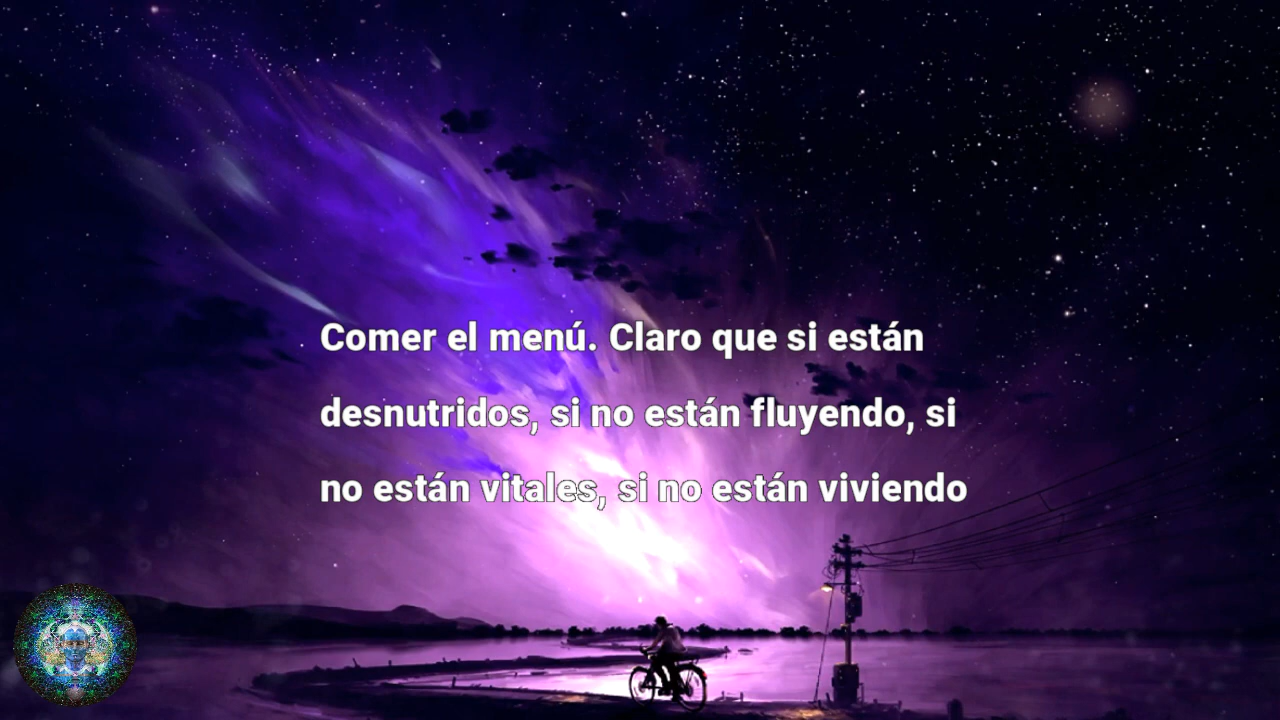 Comer el menú. Claro que si están
desnutridos, si no están fluyendo, si
no están vitales, si no están viviendo